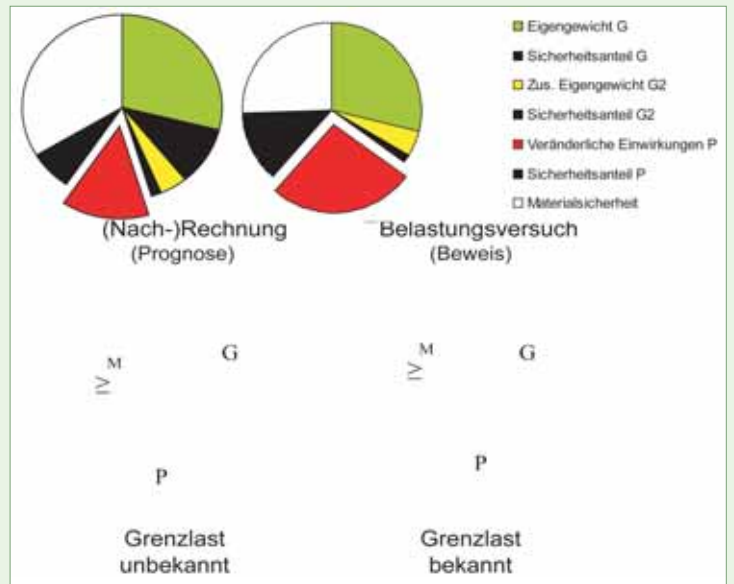 Eigengewicht G
Sicherheitsanteil G
Zus. Eigengewicht G2
Sicherheitsanteil G2
Veränderliche Einwirkungen P
Sicherheitsanteil P
Materialsicherheit
(Nach-)Rechnung
(Prognose)
Belastungsversuch
(Beweis)
≥ M
G
P
≥ M
G
P
Grenzlast
unbekannt
Grenzlast
bekannt